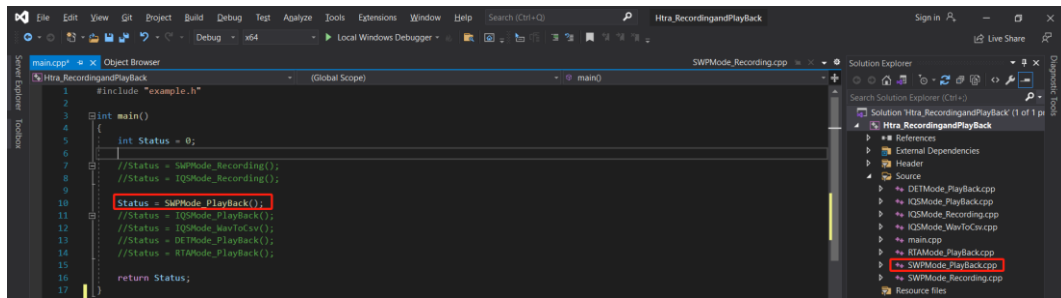 File Edit View Git Project Build Debug Test Analyze Tools Extensions Window Help Search (Ctrl+Q) Htra_RecordingandPlayBack Sign in
Debug x64 Local Windows Debugger Live Share
main.cpp* Object Browser SWPMode_Recording.cpp
Htra_RecordingandPlayBack (Global Scope) main()
1 #include "example.h"
2
3 int main()
4 {
5 int Status = 0;
6
7 //Status = SWPMode_Recording();
8 //Status = IQSMode_Recording();
9
10 Status = SWPMode_PlayBack();
11 //Status = IQSMode_PlayBack();
12 //Status = IQSMode_WavToCsv();
13 //Status = DETMode_PlayBack();
14 //Status = RTAMode_PlayBack();
15
16 return Status;
17 }
Server Explorer
Toolbox
Solution Explorer
Search Solution Explorer (Ctrl+;)
Solution 'Htra_RecordingandPlayBack' (1 of 1 pr
Htra_RecordingandPlayBack
References
External Dependencies
Header
Source
DETMode_PlayBack.cpp
IQSMode_PlayBack.cpp
IQSMode_Recording.cpp
IQSMode_WavToCsv.cpp
main.cpp
RTAMode_PlayBack.cpp
SWPMode_PlayBack.cpp
SWPMode_Recording.cpp
Resource files
Diagnostic Tools